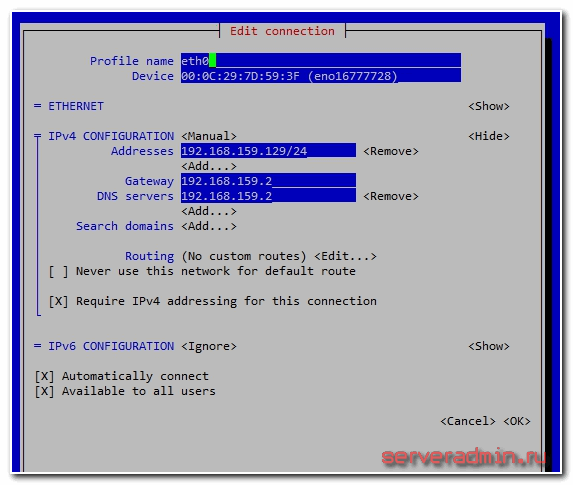 Edit connection
Profile name eth0
Device 00:0C:29:7D:59:3F (eno16777728)
= ETHERNET <Show>
= IPv4 CONFIGURATION <Manual> <Hide>
Addresses 192.168.159.129/24 <Remove>
<Add...>
Gateway 192.168.159.2
DNS servers 192.168.159.2 <Remove>
<Add...>
Search domains <Add...>
Routing (No custom routes) <Edit...>
[ ] Never use this network for default route
[X] Require IPv4 addressing for this connection
= IPv6 CONFIGURATION <Ignore> <Show>
[X] Automatically connect
[X] Available to all users
<Cancel> <OK>
serveradmin.ru